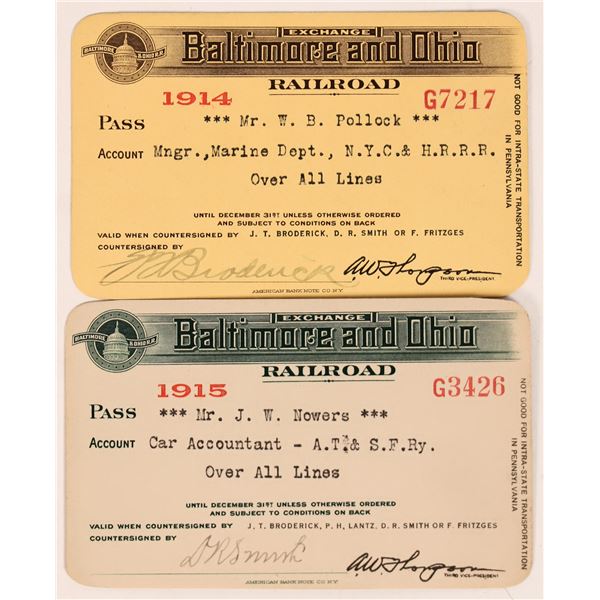 EXCHANGE
BALTIMORE & OHIO R.R.
Baltimore and Ohio
RAILROAD
1914 G7217
PASS *** Mr. W. B. Pollock ***
ACCOUNT Mngr.,Marine Dept., N.Y.C.& H.R.R.R.
Over All Lines
UNTIL DECEMBER 31ST UNLESS OTHERWISE ORDERED
AND SUBJECT TO CONDITIONS ON BACK
VALID WHEN COUNTERSIGNED BY J. T. BRODERICK, D. R. SMITH OR F. FRITZGES
COUNTERSIGNED BY
Broderick
THIRD VICE-PRESIDENT.
AMERICAN BANK NOTE CO. N.Y.
NOT GOOD FOR INTRA-STATE TRANSPORTATION
IN PENNSYLVANIA
EXCHANGE
BALTIMORE & OHIO R.R.
Baltimore and Ohio
RAILROAD
1915 G3426
PASS *** Mr. J. W. Nowers ***
ACCOUNT Car Accountant - A.T.& S.F.Ry.
Over All Lines
UNTIL DECEMBER 31ST UNLESS OTHERWISE ORDERED
AND SUBJECT TO CONDITIONS ON BACK
VALID WHEN COUNTERSIGNED BY J. T. BRODERICK, P. H. LANTZ, D. R. SMITH OR F. FRITZGES
COUNTERSIGNED BY
D R Smith
THIRD VICE-PRESIDENT.
AMERICAN BANK NOTE CO. N.Y.
NOT GOOD FOR INTRA-STATE TRANSPORTATION
IN PENNSYLVANIA